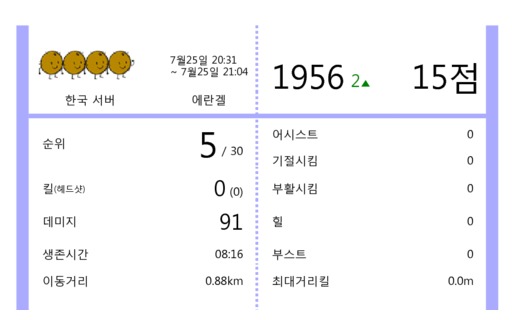 7월25일 20:31
~ 7월25일 21:04
한국 서버 에란겔
1956 2▲ 15점
순위 5 / 30
킬(헤드샷) 0 (0)
데미지 91
생존시간 08:16
이동거리 0.88km
어시스트 0
기절시킴 0
부활시킴 0
힐 0
부스트 0
최대거리킬 0.0m